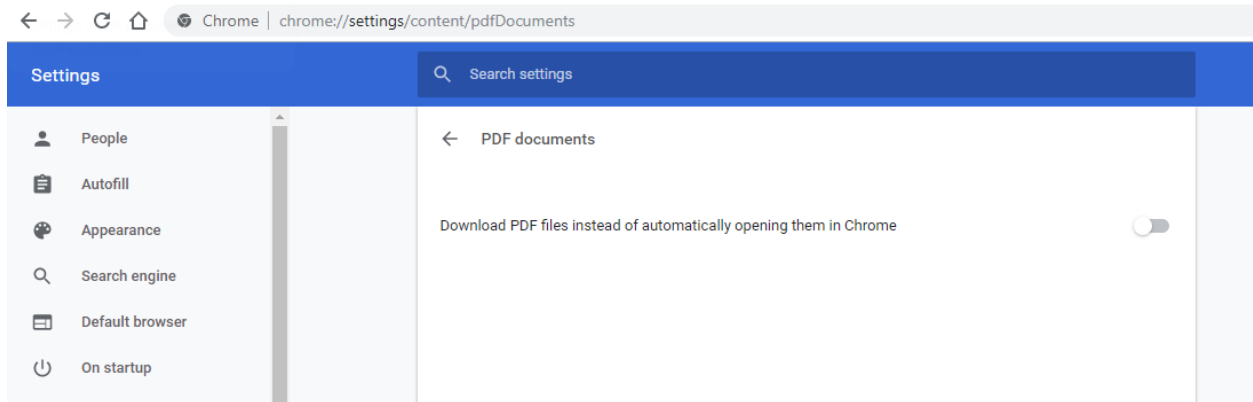 Chrome | chrome://settings/content/pdfDocuments
Settings
Search settings
People
PDF documents
Autofill
Appearance
Download PDF files instead of automatically opening them in Chrome
Search engine
Default browser
On startup